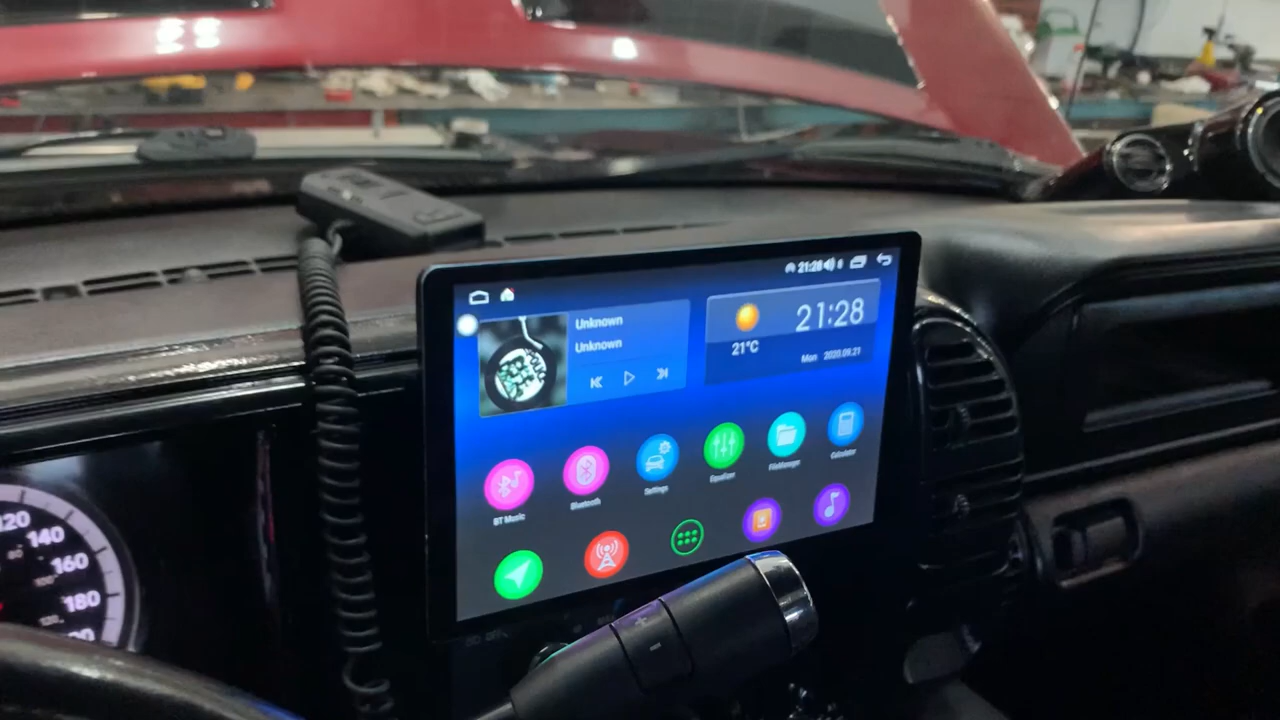 21:28
8
Unknown
Unknown
21:28
21°C
Mon 2020.09.21
BT Music
Bluetooth
Settings
Equalizer
FileManager
Calculator
120
140
160
180
+
-